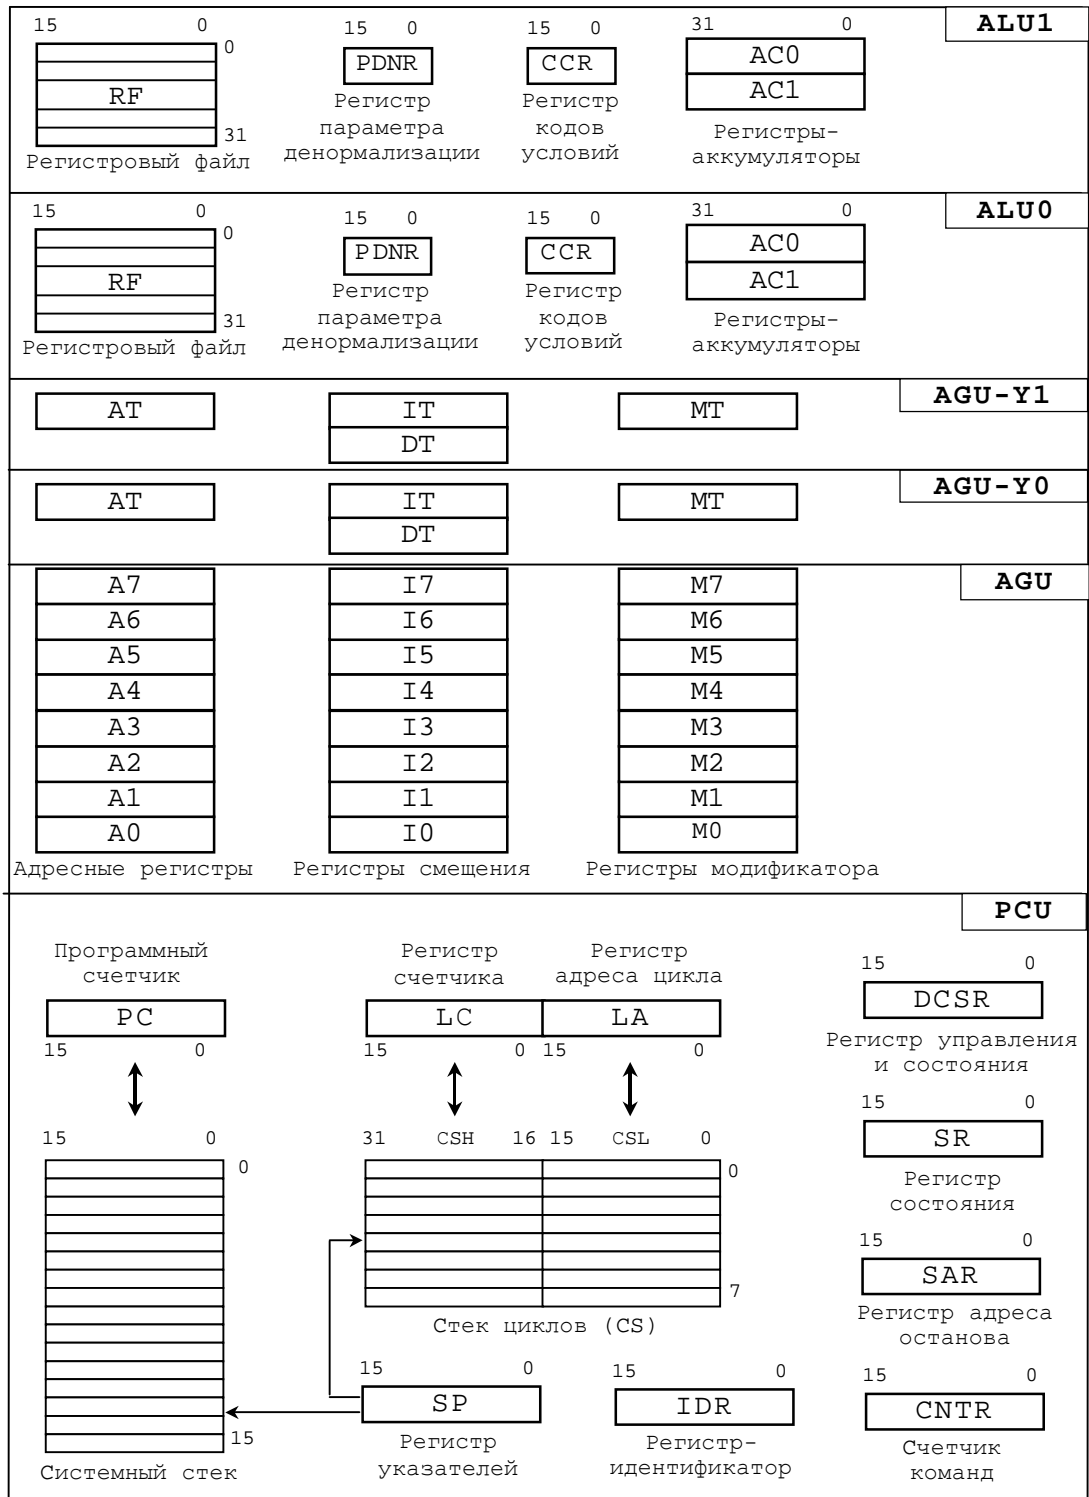 15 0 15 0 15 0 31 0 ALU1
0
RF PDNR CCR AC0
AC1
31
Регистровый файл
Регистр
параметра
денормализации
Регистр
кодов
условий
Регистры-
аккумуляторы
15 0 15 0 15 0 31 0 ALU0
0
RF PDNR CCR AC0
AC1
31
Регистровый файл
Регистр
параметра
денормализации
Регистр
кодов
условий
Регистры-
аккумуляторы
AGU-Y1
AT IT MT
DT
AGU-Y0
AT IT MT
DT
AGU
A7 I7 M7
A6 I6 M6
A5 I5 M5
A4 I4 M4
A3 I3 M3
A2 I2 M2
A1 I1 M1
A0 I0 M0
Адресные регистры Регистры смещения Регистры модификатора
PCU
Программный
счетчик
PC
15 0
Регистр
счетчика
LC
15 0
Регистр
адреса цикла
LA
15 0
15 0
DCSR
Регистр управления
и состояния
15 0
SR
Регистр
состояния
15 0
SAR
Регистр адреса
останова
15 0
CNTR
Счетчик
команд
15 0
0
15
Системный стек
31 CSH 16 15 CSL 0
0
7
Стек циклов (CS)
15 0
SP
Регистр
указателей
15 0
IDR
Регистр-
идентификатор